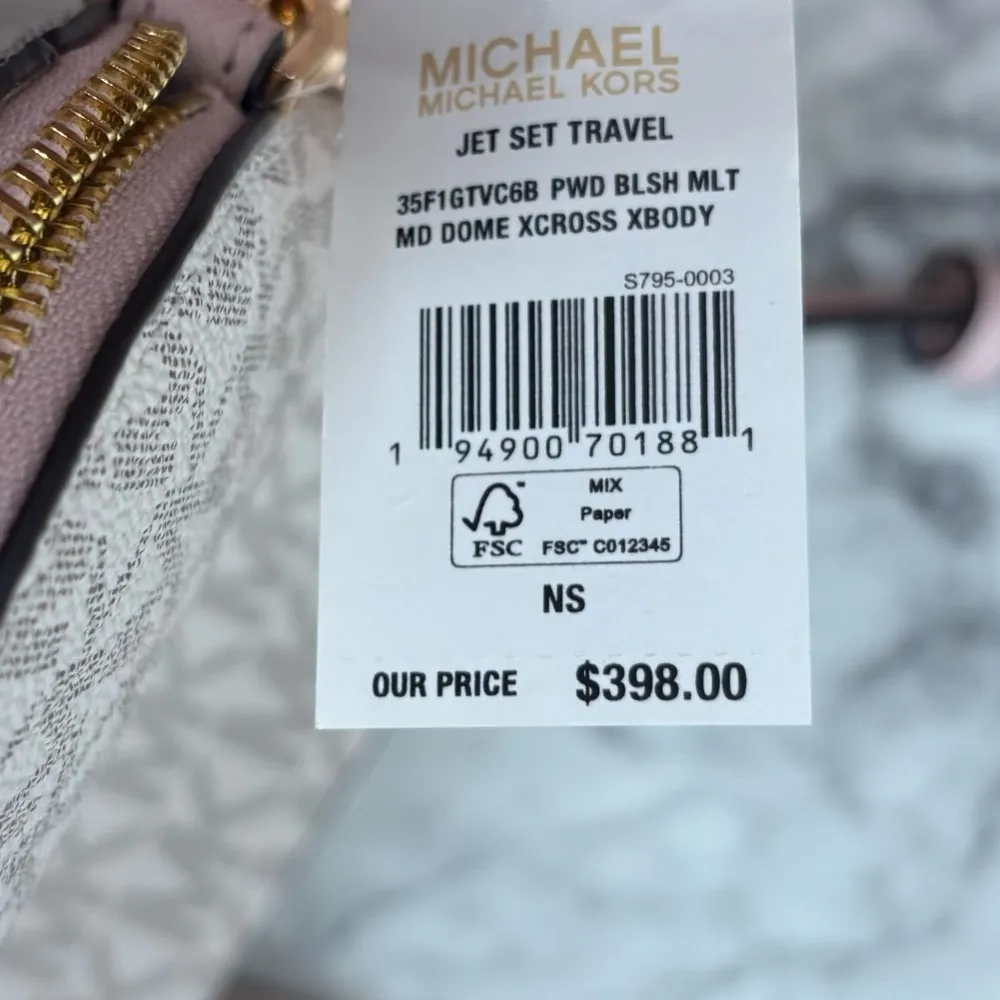 MICHAEL
MICHAEL KORS
JET SET TRAVEL
35F1GTVC6B PWD BLSH MLT
MD DOME XCROSS XBODY
S795-0003
1 94900 70188 1
FSC
MIX
Paper
FSC™ C012345
NS
OUR PRICE $398.00